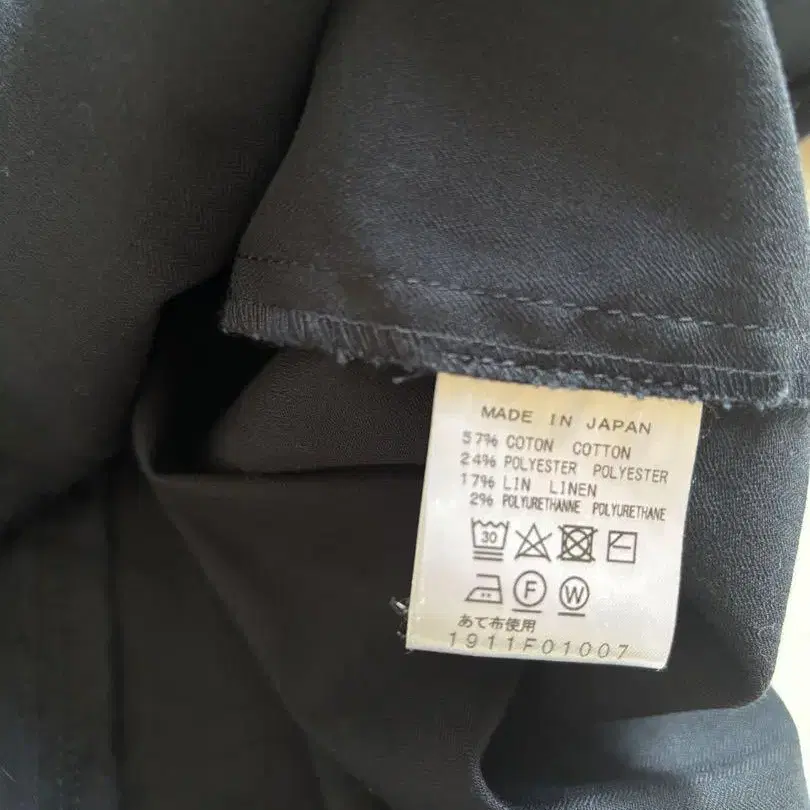 MADE IN JAPAN
57% COTON COTTON
24% POLYESTER POLYESTER
17% LIN LINEN
2% POLYURETHANNE POLYURETHANE
30
F W
あて布使用
1911F01007